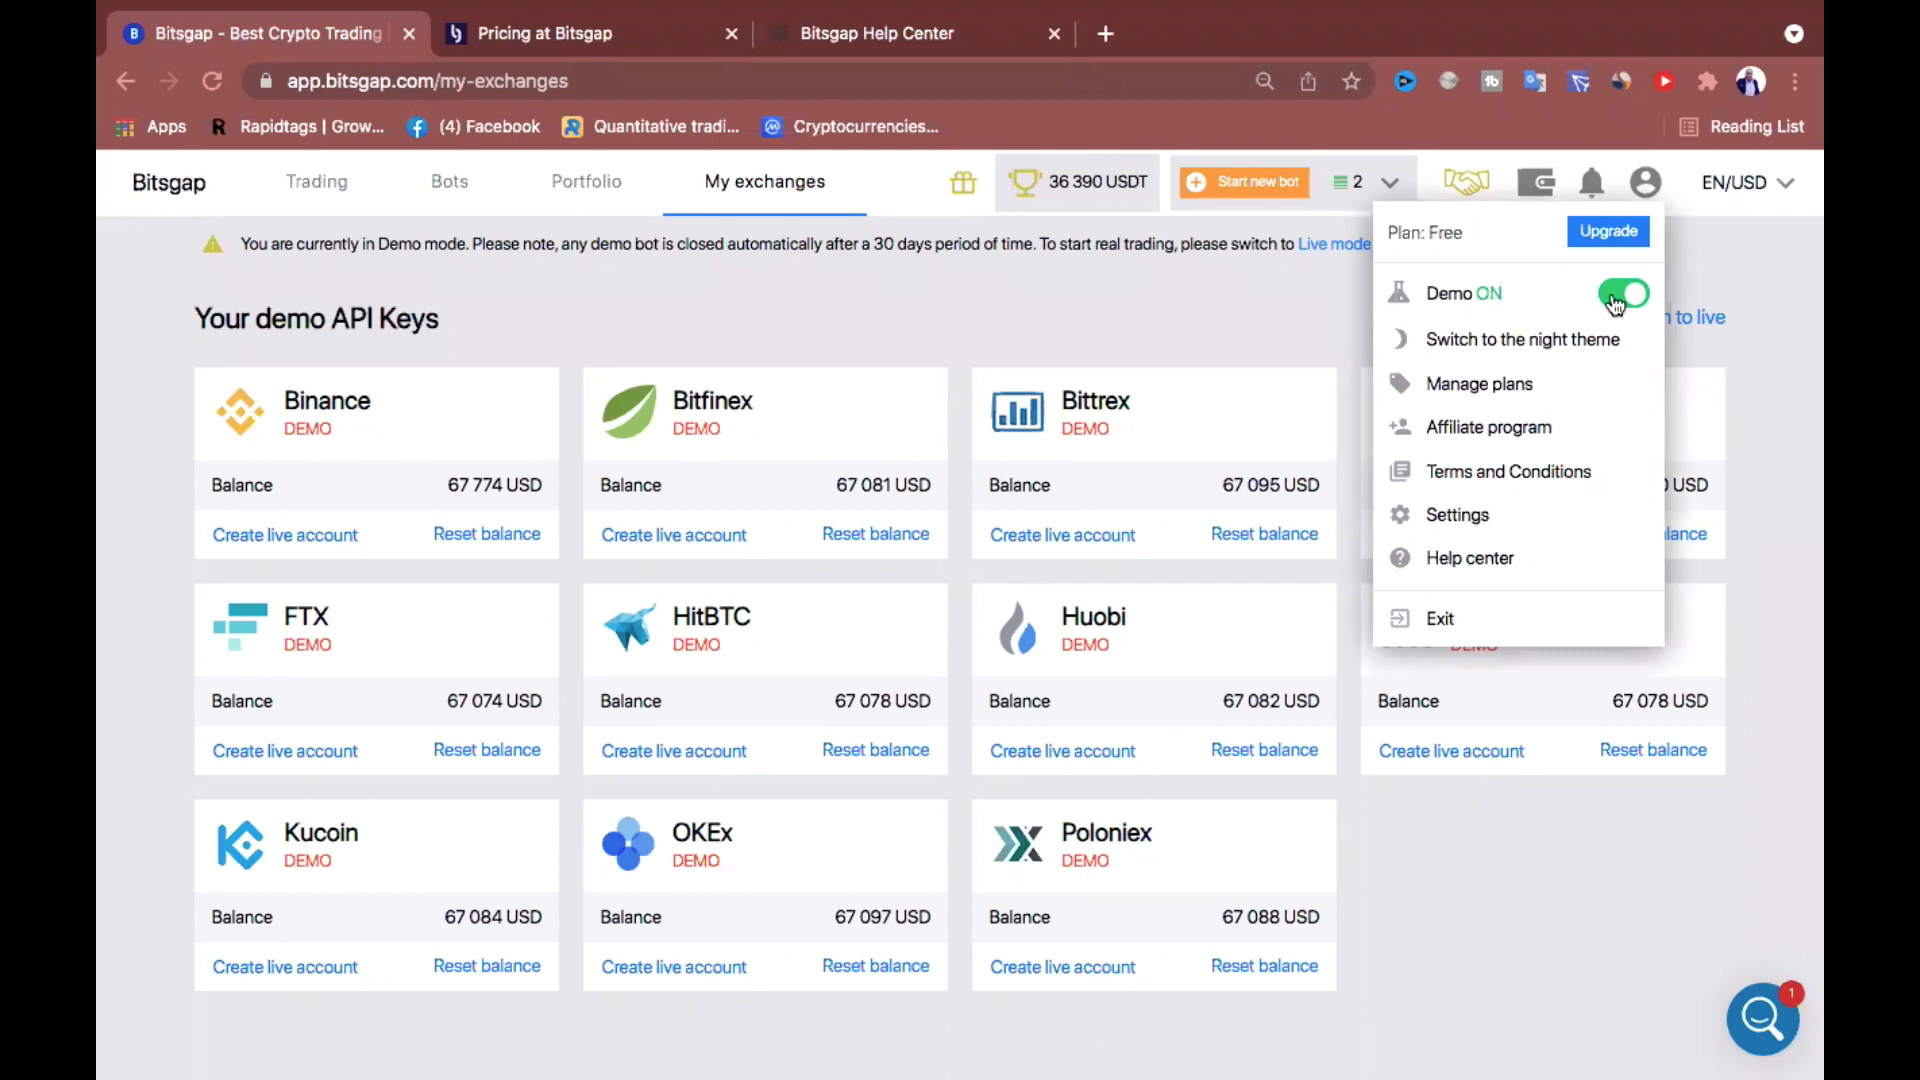 Bitsgap - Best Crypto Trading
Pricing at Bitsgap
Bitsgap Help Center
app.bitsgap.com/my-exchanges
Apps
Rapidtags | Grow...
(4) Facebook
Quantitative tradi...
Cryptocurrencies...
Reading List
Bitsgap
Trading
Bots
Portfolio
My exchanges
36 390 USDT
Start new bot
2
EN/USD
You are currently in Demo mode. Please note, any demo bot is closed automatically after a 30 days period of time. To start real trading, please switch to Live mode
Plan: Free
Upgrade
Demo ON
Switch to the night theme
Manage plans
Affiliate program
Terms and Conditions
Settings
Help center
Exit
Your demo API Keys
to live
Binance
DEMO
Balance 67 774 USD
Create live account Reset balance
Bitfinex
DEMO
Balance 67 081 USD
Create live account Reset balance
Bittrex
DEMO
Balance 67 095 USD
Create live account Reset balance
USD
FTX
DEMO
Balance 67 074 USD
Create live account Reset balance
HitBTC
DEMO
Balance 67 078 USD
Create live account Reset balance
Huobi
DEMO
Balance 67 082 USD
Create live account Reset balance
DEMO
Balance 67 078 USD
Create live account Reset balance
Kucoin
DEMO
Balance 67 084 USD
Create live account Reset balance
OKEx
DEMO
Balance 67 097 USD
Create live account Reset balance
Poloniex
DEMO
Balance 67 088 USD
Create live account Reset balance
1